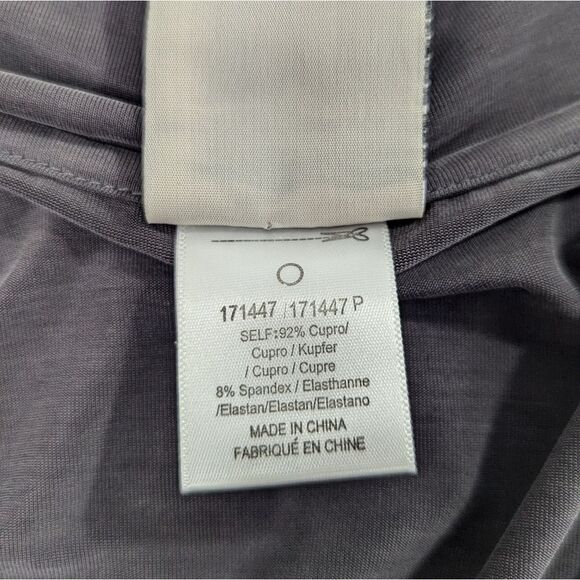 171447 /171447 P
SELF:92% Cupro/
Cupro / Kupfer
/ Cupro / Cupre
8% Spandex / Elasthanne
/Elastan/Elastan/Elastano
MADE IN CHINA
FABRIQUÉ EN CHINE